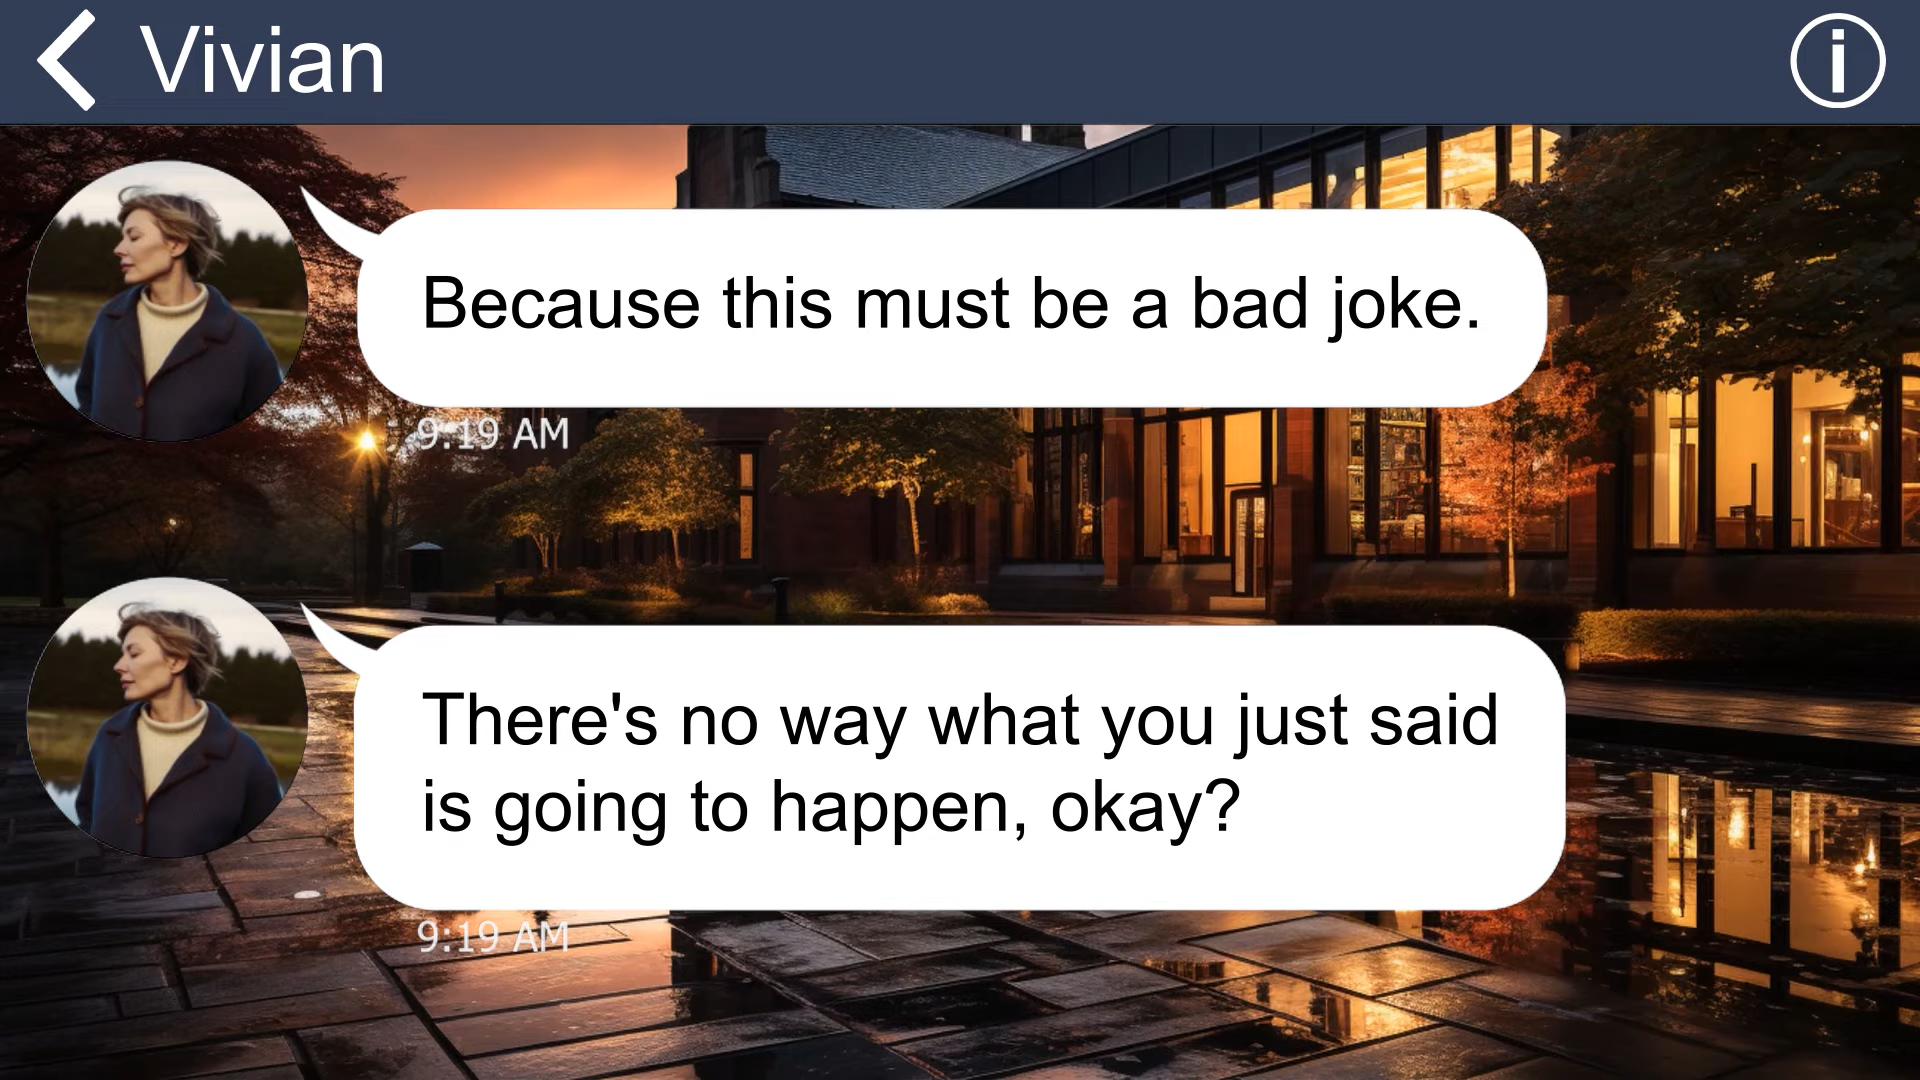 Vivian
Because this must be a bad joke.
9:19 AM
There's no way what you just said
is going to happen, okay?
9:19 AM